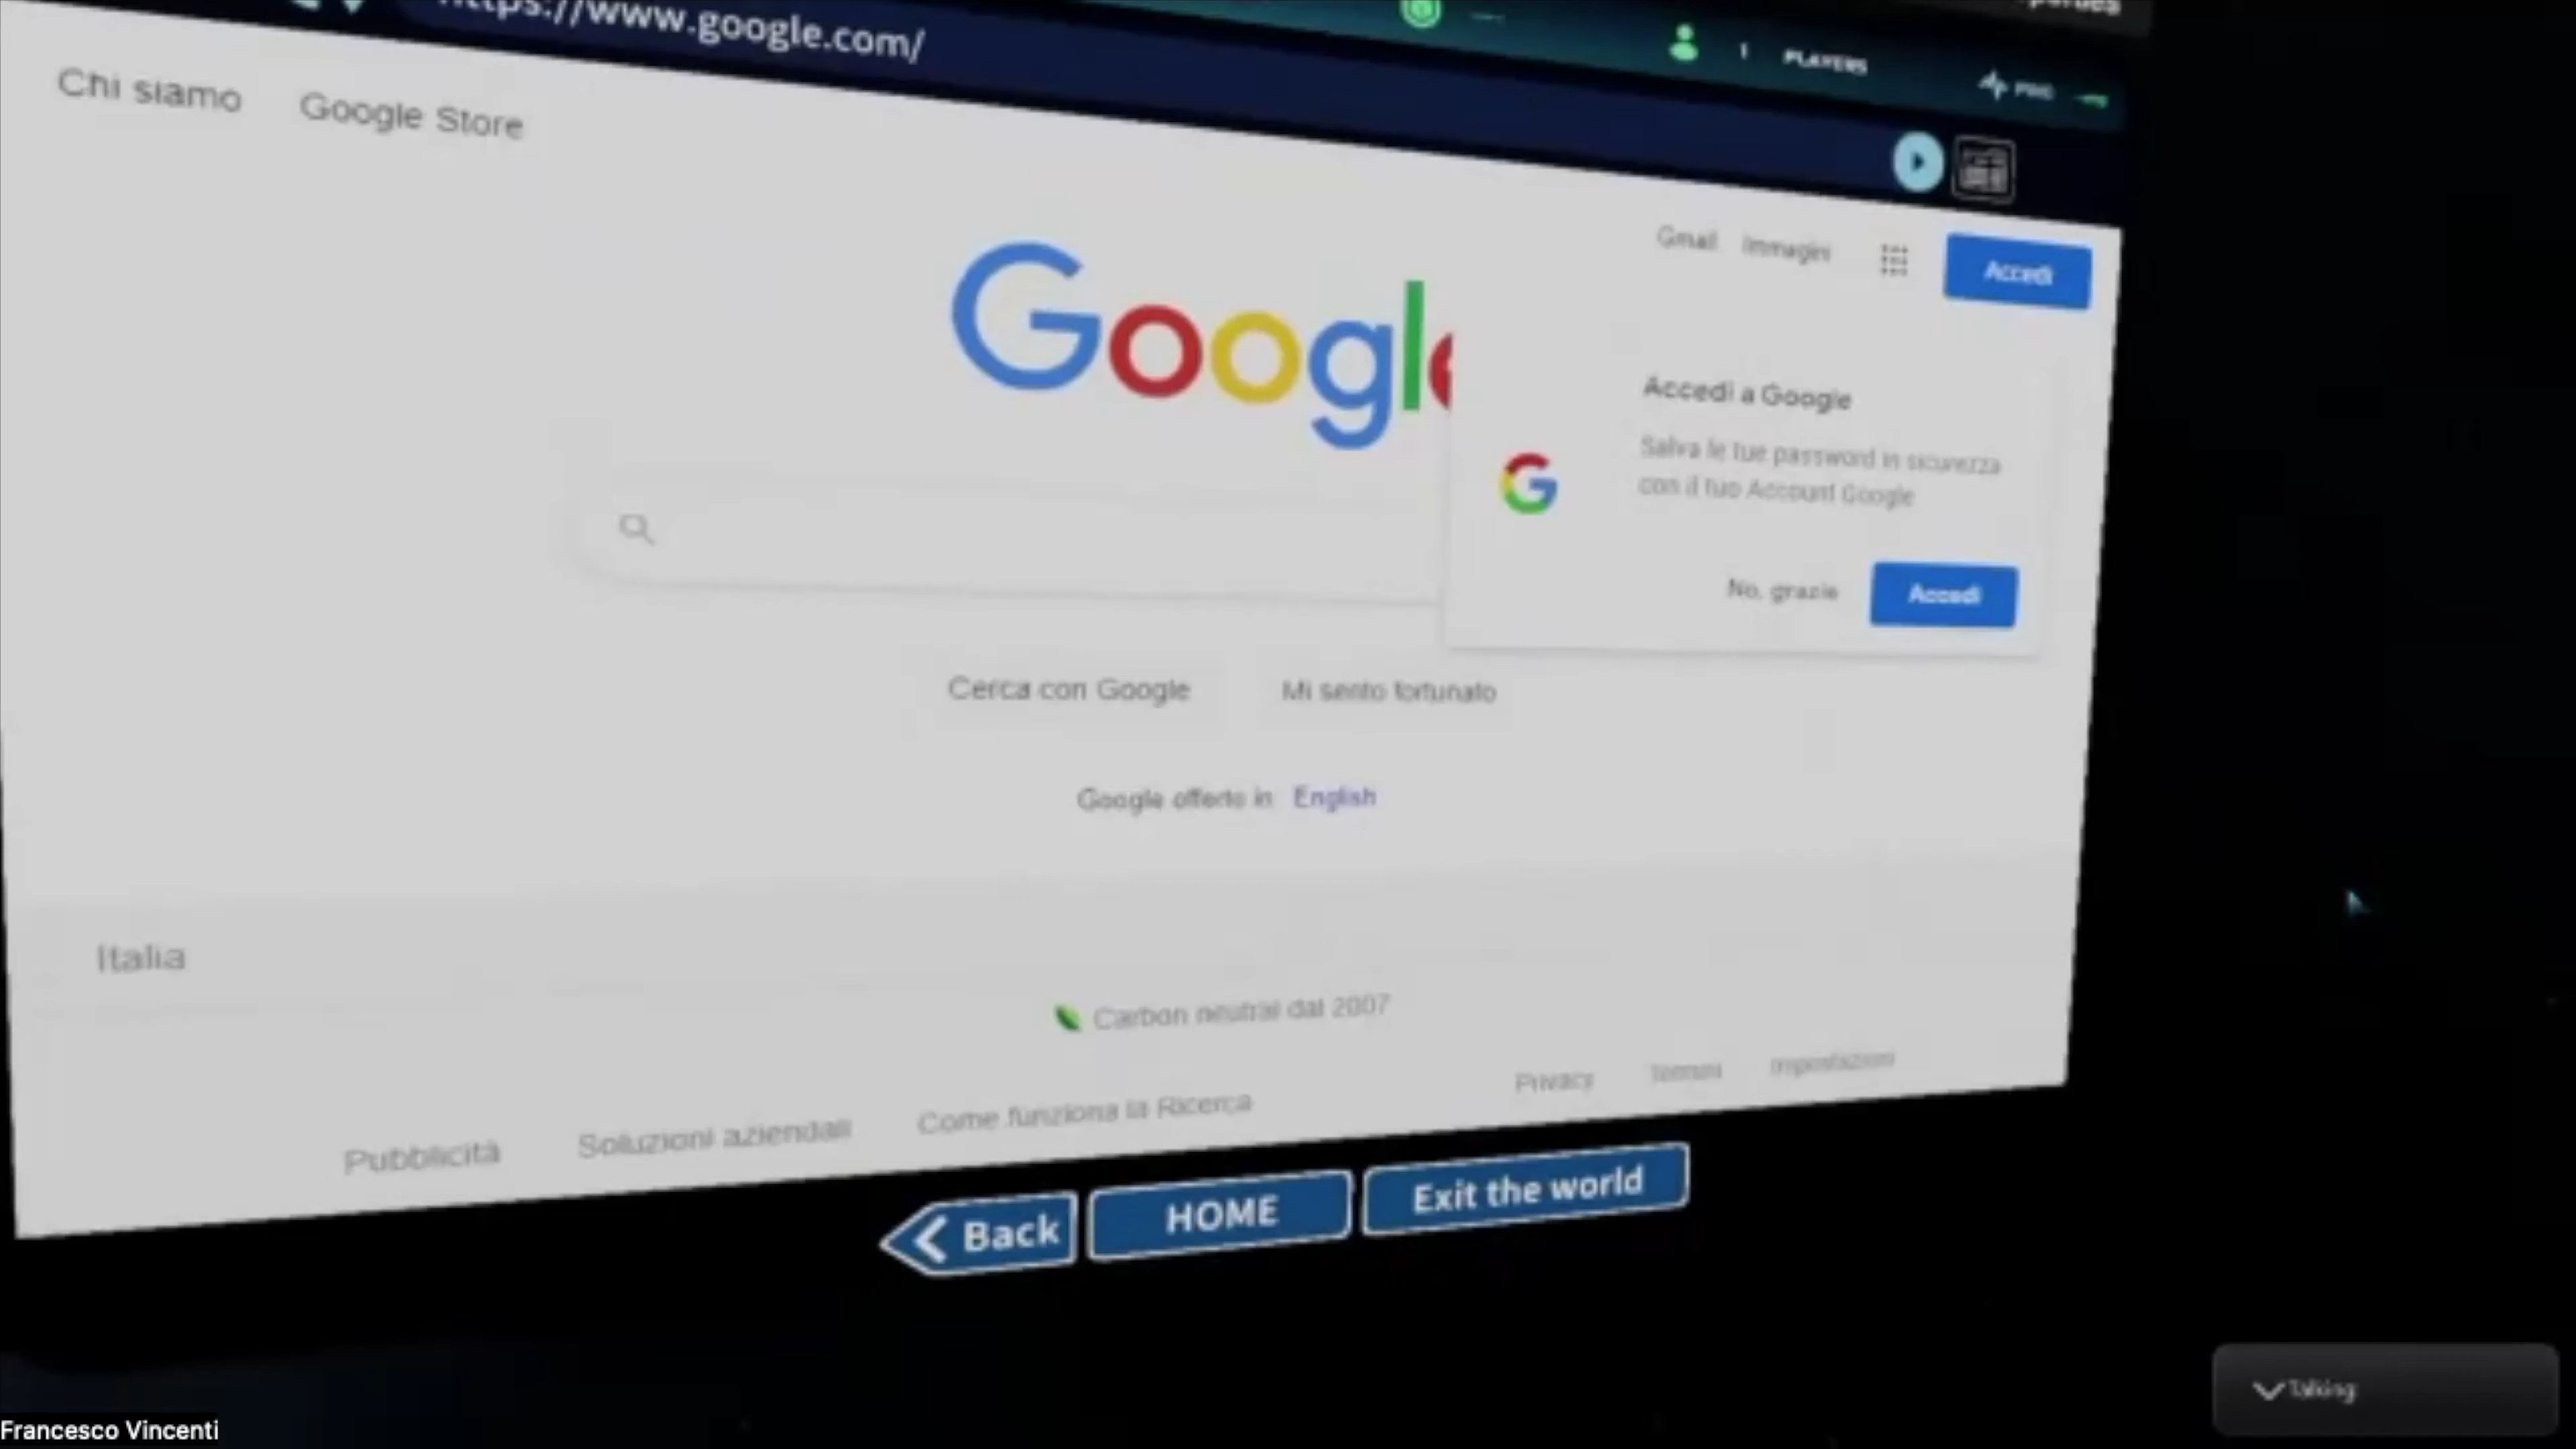 https://www.google.com/
1 PLAYERS
Chi siamo Google Store
Gmail Immagini Accedi
Google
Accedi a Google
Salva le tue password in sicurezza
con il tuo Account Google
No, grazie Accedi
Cerca con Google Mi sento fortunato
Google offerto in English
Italia
Carbon neutral dal 2007
Pubblicità Soluzioni aziendali Come funziona la Ricerca Privacy Termini Impostazioni
Back HOME Exit the world
Talking:
Francesco Vincenti